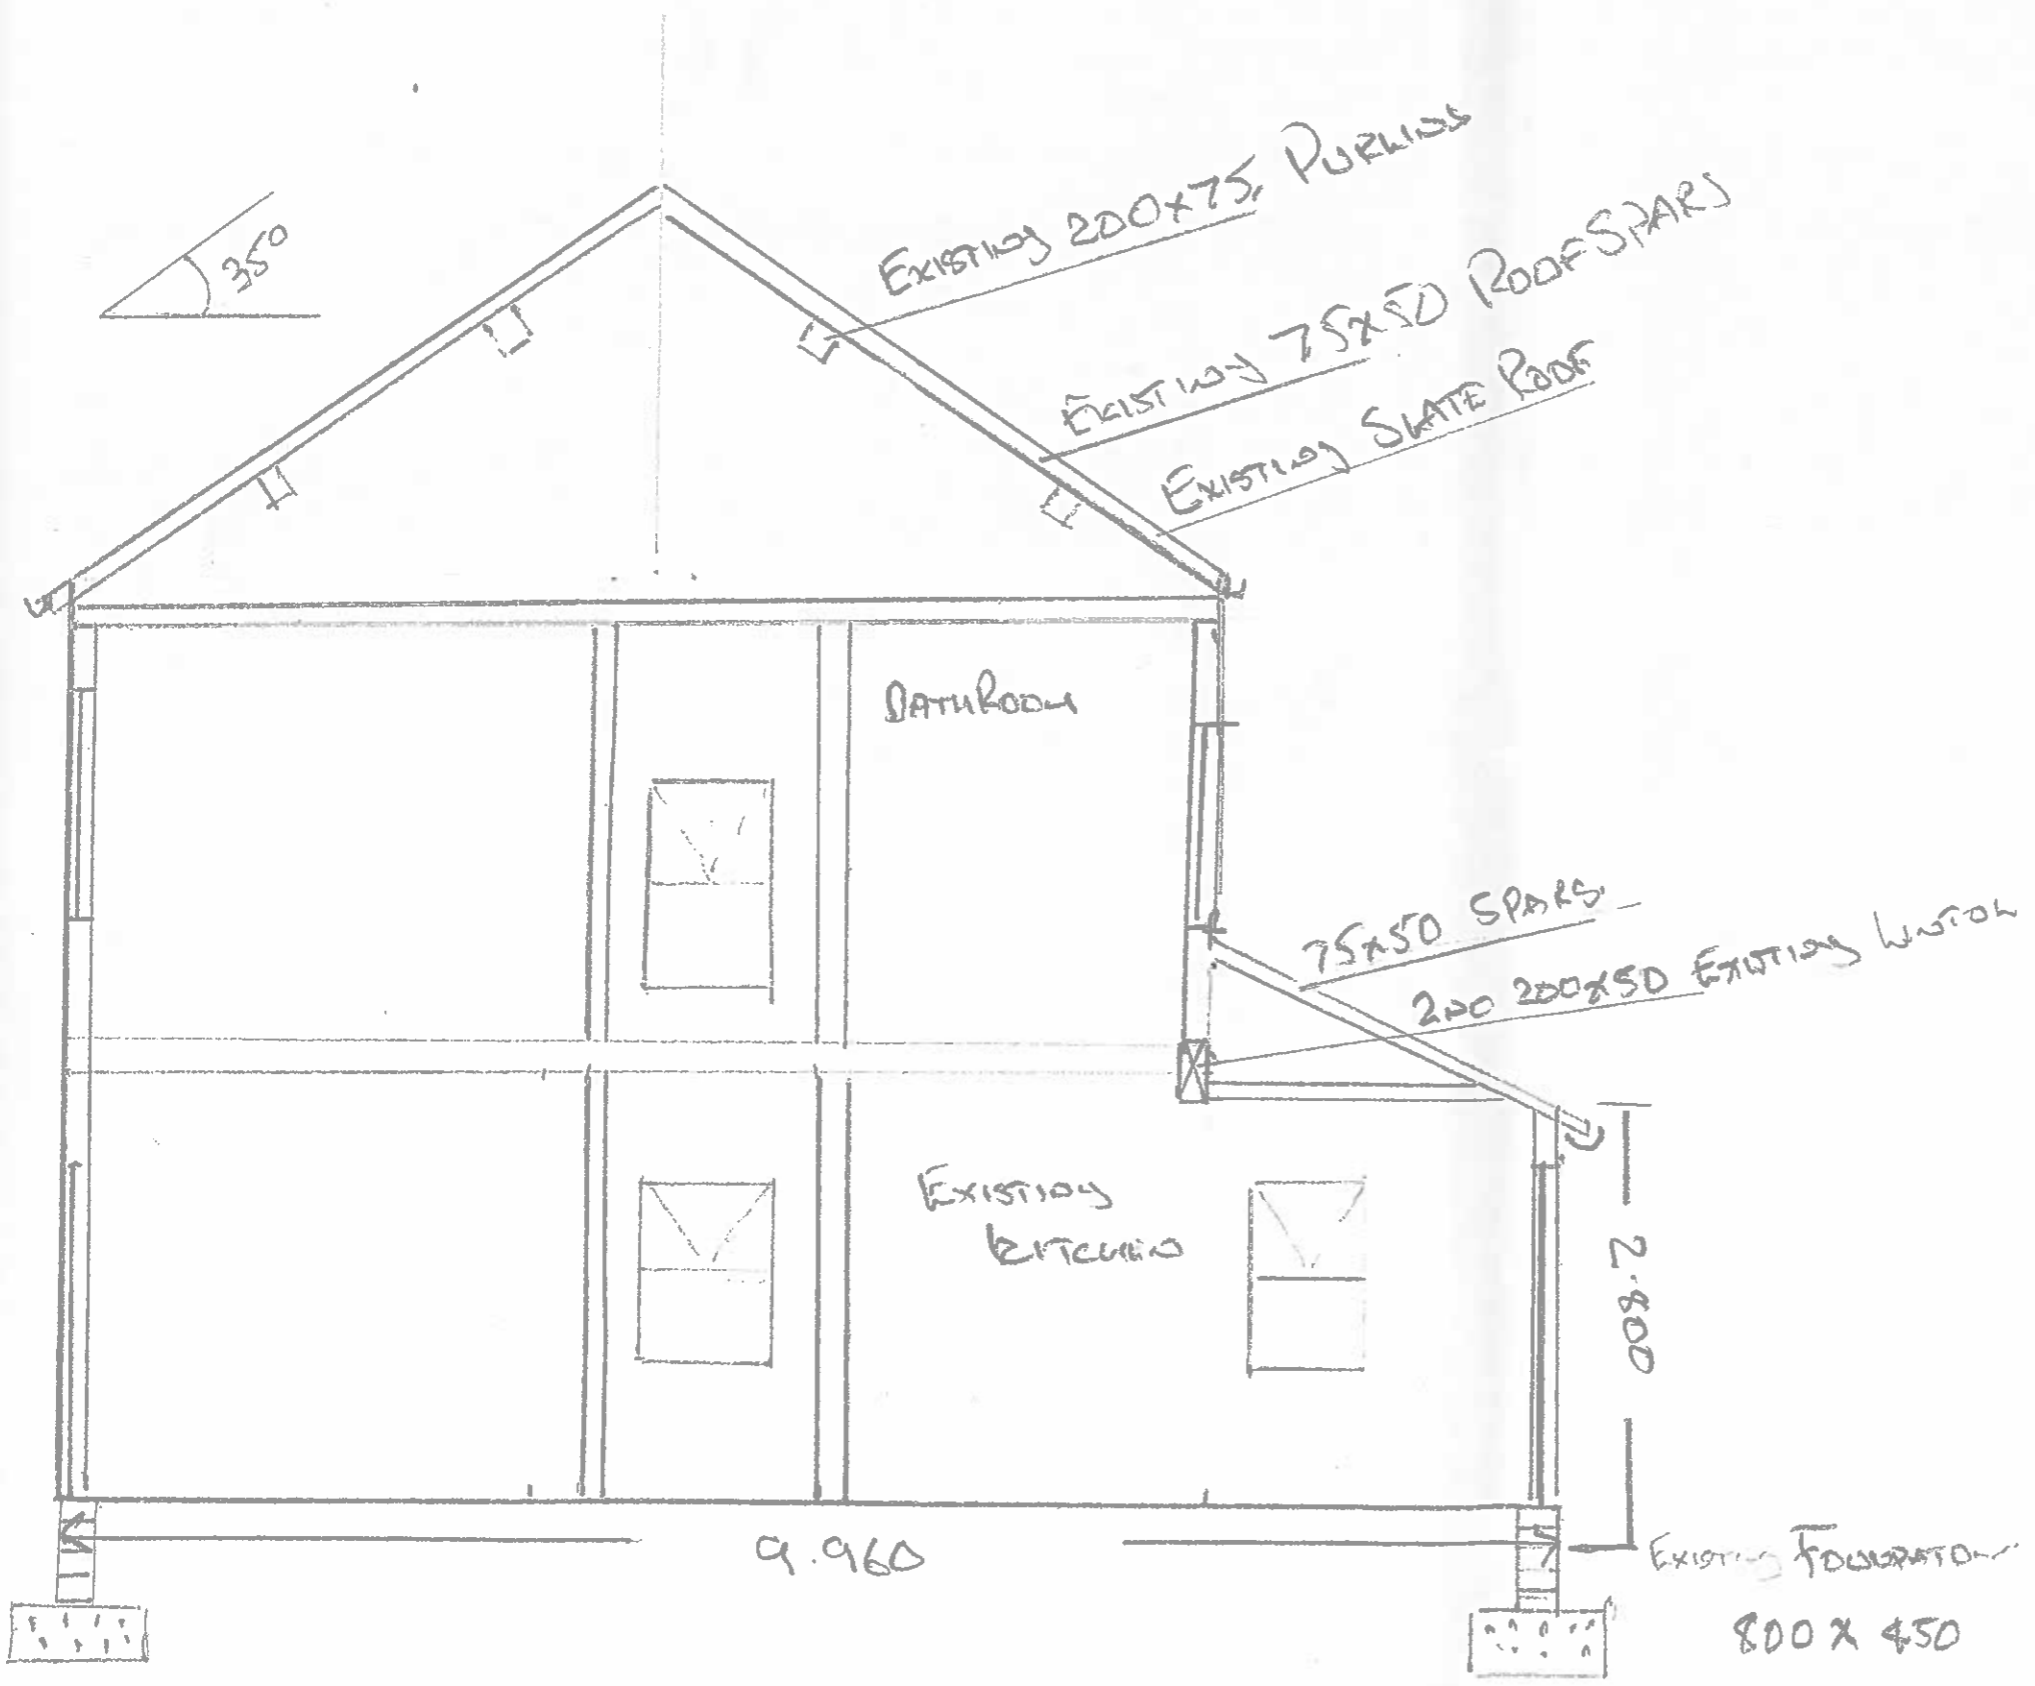 35°
Existing 200x75, Purlins
Existing 75x50 Roof Spars
Existing Slate Roof
Bathroom
75x50 Spars.
2no 200x50 Existing Lintol
Existing
Kitchen
2.800
9.960
Existing Foundation
800 x 450